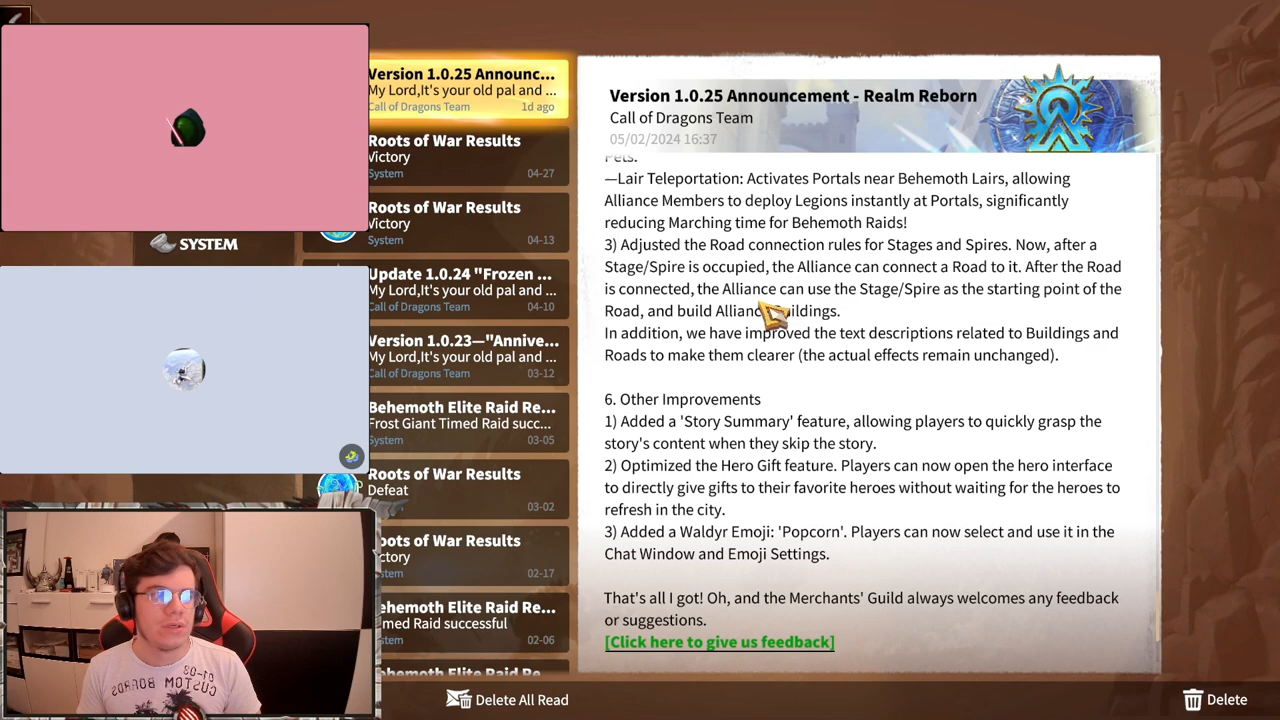 SYSTEM
Version 1.0.25 Announc...
My Lord,It's your old pal and ...
Call of Dragons Team 1d ago
Roots of War Results
Victory
System 04-27
Roots of War Results
Victory
System 04-13
Update 1.0.24 "Frozen ...
My Lord,It's your old pal and ...
Call of Dragons Team 04-10
Version 1.0.23—"Annive...
My Lord,It's your old pal and ...
Call of Dragons Team 03-12
Behemoth Elite Raid Re...
Frost Giant Timed Raid succ...
System 03-05
Roots of War Results
Defeat
03-02
oots of War Results
ictory
stem 02-17
ehemoth Elite Raid Re...
med Raid successful
stem 02-06
ehemoth Elite Raid Re
Delete All Read
Version 1.0.25 Announcement - Realm Reborn
Call of Dragons Team
05/02/2024 16:37
Pets.
—Lair Teleportation: Activates Portals near Behemoth Lairs, allowing
Alliance Members to deploy Legions instantly at Portals, significantly
reducing Marching time for Behemoth Raids!
3) Adjusted the Road connection rules for Stages and Spires. Now, after a
Stage/Spire is occupied, the Alliance can connect a Road to it. After the Road
is connected, the Alliance can use the Stage/Spire as the starting point of the
Road, and build Alliance Buildings.
In addition, we have improved the text descriptions related to Buildings and
Roads to make them clearer (the actual effects remain unchanged).
6. Other Improvements
1) Added a 'Story Summary' feature, allowing players to quickly grasp the
story's content when they skip the story.
2) Optimized the Hero Gift feature. Players can now open the hero interface
to directly give gifts to their favorite heroes without waiting for the heroes to
refresh in the city.
3) Added a Waldyr Emoji: 'Popcorn'. Players can now select and use it in the
Chat Window and Emoji Settings.
That's all I got! Oh, and the Merchants' Guild always welcomes any feedback
or suggestions.
[Click here to give us feedback]
Delete
01-03
CUSTOM
BOARDS